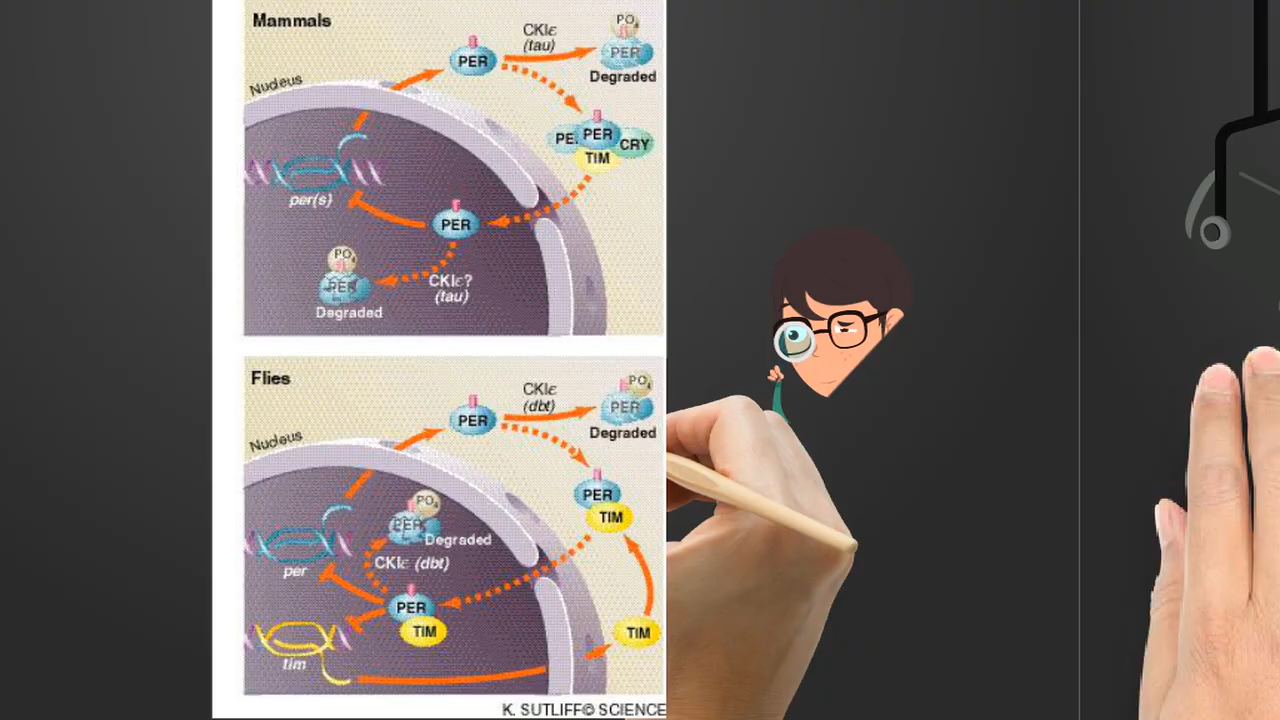 Mammals
Nucleus
PER
CKIε
(tau)
PO4
PER
Degraded
PE
PER
CRY
TIM
per(s)
PER
PO4
PER
Degraded
CKIε?
(tau)
Flies
Nucleus
PER
CKIε
(dbt)
PO4
PER
Degraded
PER
TIM
PO4
PER
Degraded
CKIε (dbt)
per
PER
TIM
TIM
tim
K. SUTLIFF© SCIENCE